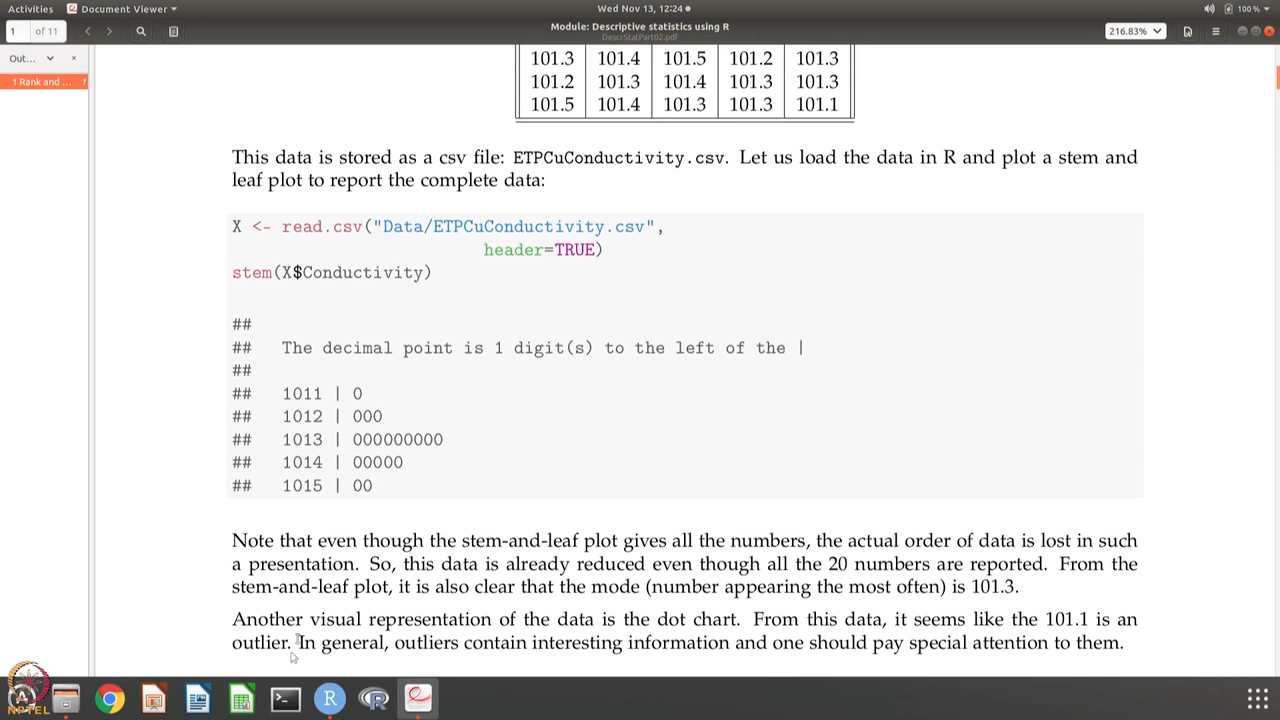 Activities Document Viewer Wed Nov 13, 12:24 100 %
1 of 11 Module: Descriptive statistics using R 216.83%
DescrStatPart02.pdf
Out...
1 Rank and ... 1
101.3 101.4 101.5 101.2 101.3
101.2 101.3 101.4 101.3 101.3
101.5 101.4 101.3 101.3 101.1
This data is stored as a csv file: ETPCuConductivity.csv. Let us load the data in R and plot a stem and
leaf plot to report the complete data:
X <- read.csv("Data/ETPCuConductivity.csv",
header=TRUE)
stem(X$Conductivity)
##
## The decimal point is 1 digit(s) to the left of the |
##
## 1011 | 0
## 1012 | 000
## 1013 | 000000000
## 1014 | 00000
## 1015 | 00
Note that even though the stem-and-leaf plot gives all the numbers, the actual order of data is lost in such
a presentation. So, this data is already reduced even though all the 20 numbers are reported. From the
stem-and-leaf plot, it is also clear that the mode (number appearing the most often) is 101.3.
Another visual representation of the data is the dot chart. From this data, it seems like the 101.1 is an
outlier. In general, outliers contain interesting information and one should pay special attention to them.
NPTEL